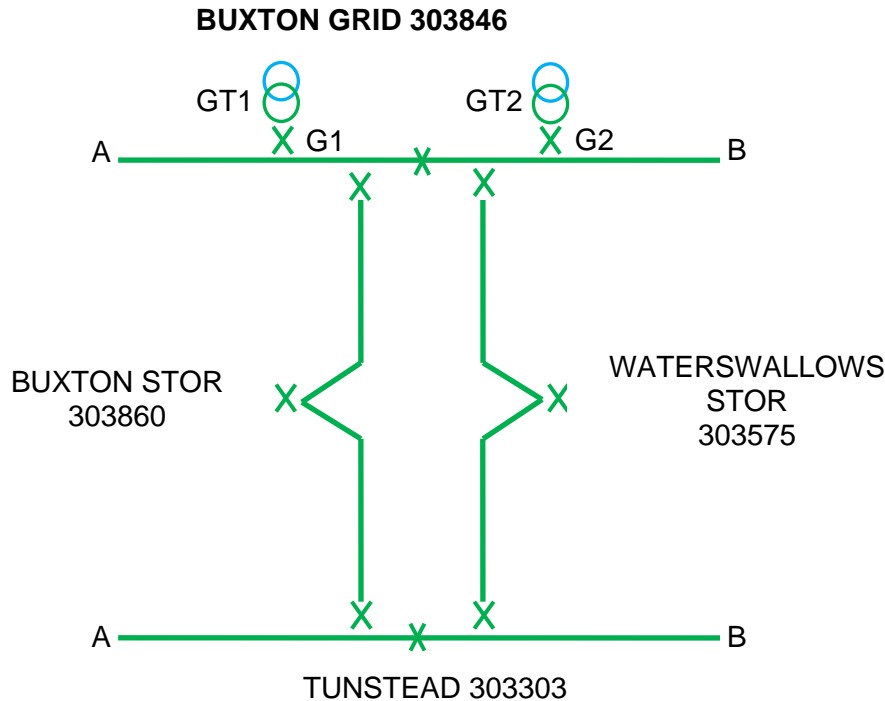 BUXTON GRID 303846
GT1
GT2
G1
G2
A
B
BUXTON STOR
303860
WATERSWALLOWS
STOR
303575
A
B
TUNSTEAD 303303